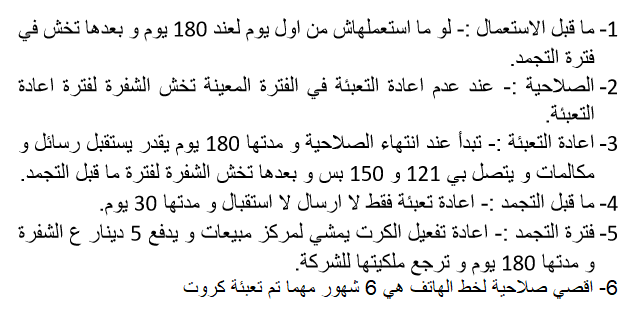 1- ما قبل الاستعمال :- لو ما استعملهاش من اول يوم لعند 180 يوم و بعدها تخش في
فترة التجمد.
2- الصلاحية :- عند عدم اعادة التعبئة في الفترة المعينة تخش الشفرة لفترة اعادة
التعبئة.
3- اعادة التعبئة :- تبدأ عند انتهاء الصلاحية و مدتها 180 يوم يقدر يستقبل رسائل و
مكالمات و يتصل بي 121 و 150 بس و بعدها تخش الشفرة لفترة ما قبل التجمد.
4- ما قبل التجمد :- اعادة تعبئة فقط لا ارسال لا استقبال و مدتها 30 يوم.
5- فترة التجمد :- اعادة تفعيل الكرت يمشي لمركز مبيعات و يدفع 5 دينار ع الشفرة
و مدتها 180 يوم و ترجع ملكيتها للشركة.
6- اقصي صلاحية لخط الهاتف هي 6 شهور مهما تم تعبئة كروت